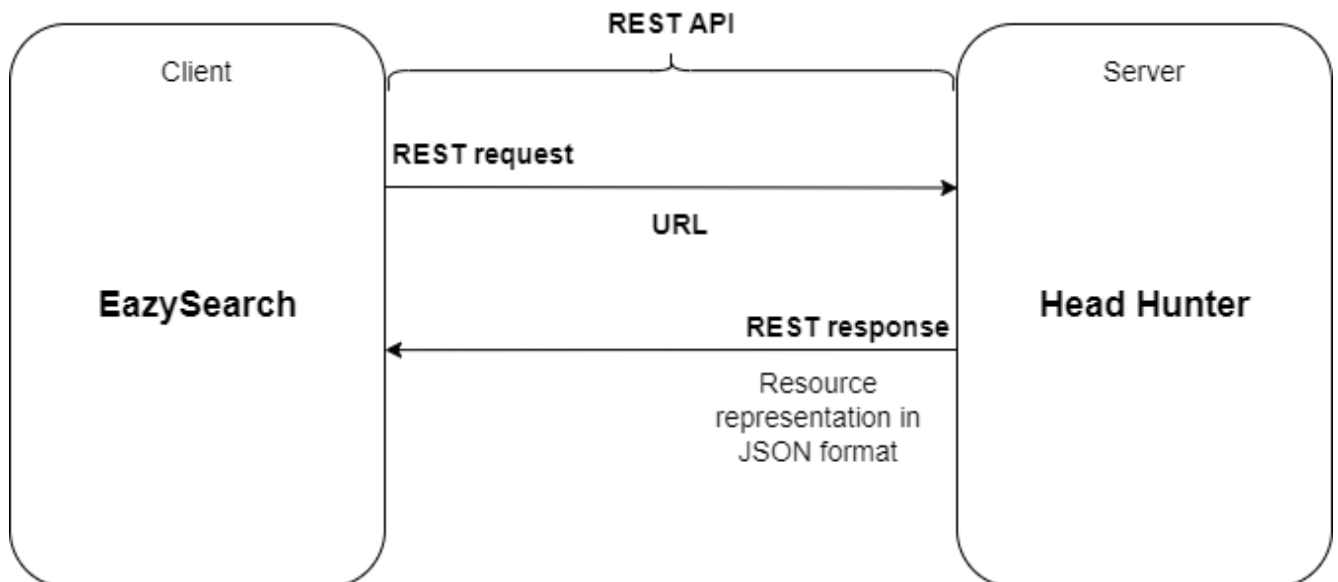 REST API
Client
Server
REST request
URL
EazySearch
Head Hunter
REST response
Resource
representation in
JSON format